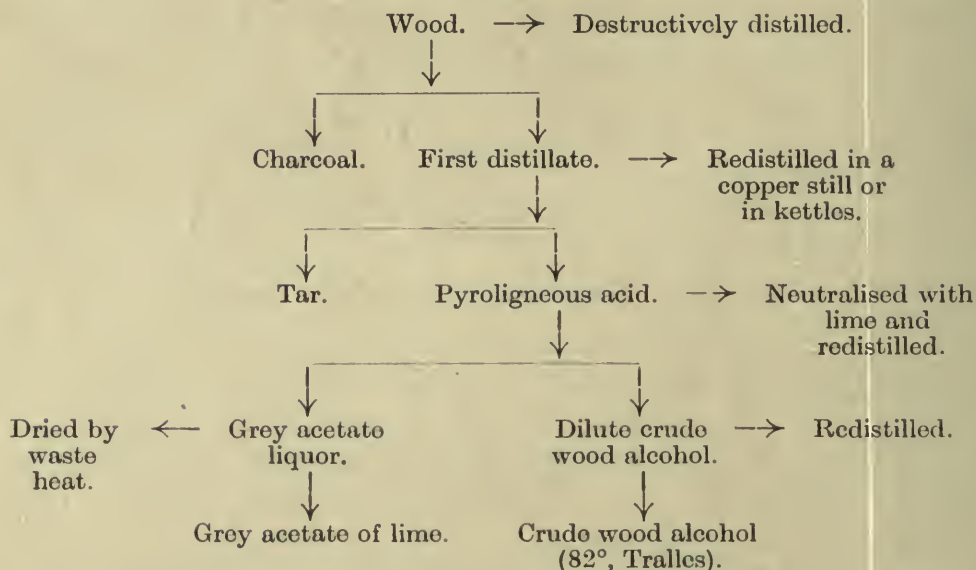 Wood. → Destructively distilled.
Charcoal. First distillate. → Redistilled in a
copper still or
in kettles.
Tar. Pyroligneous acid. → Neutralised with
lime and
redistilled.
Dried by ← Grey acetate Dilute crude → Redistilled.
waste liquor. wood alcohol.
heat.
Grey acetate of lime. Crude wood alcohol
(82°, Tralles).